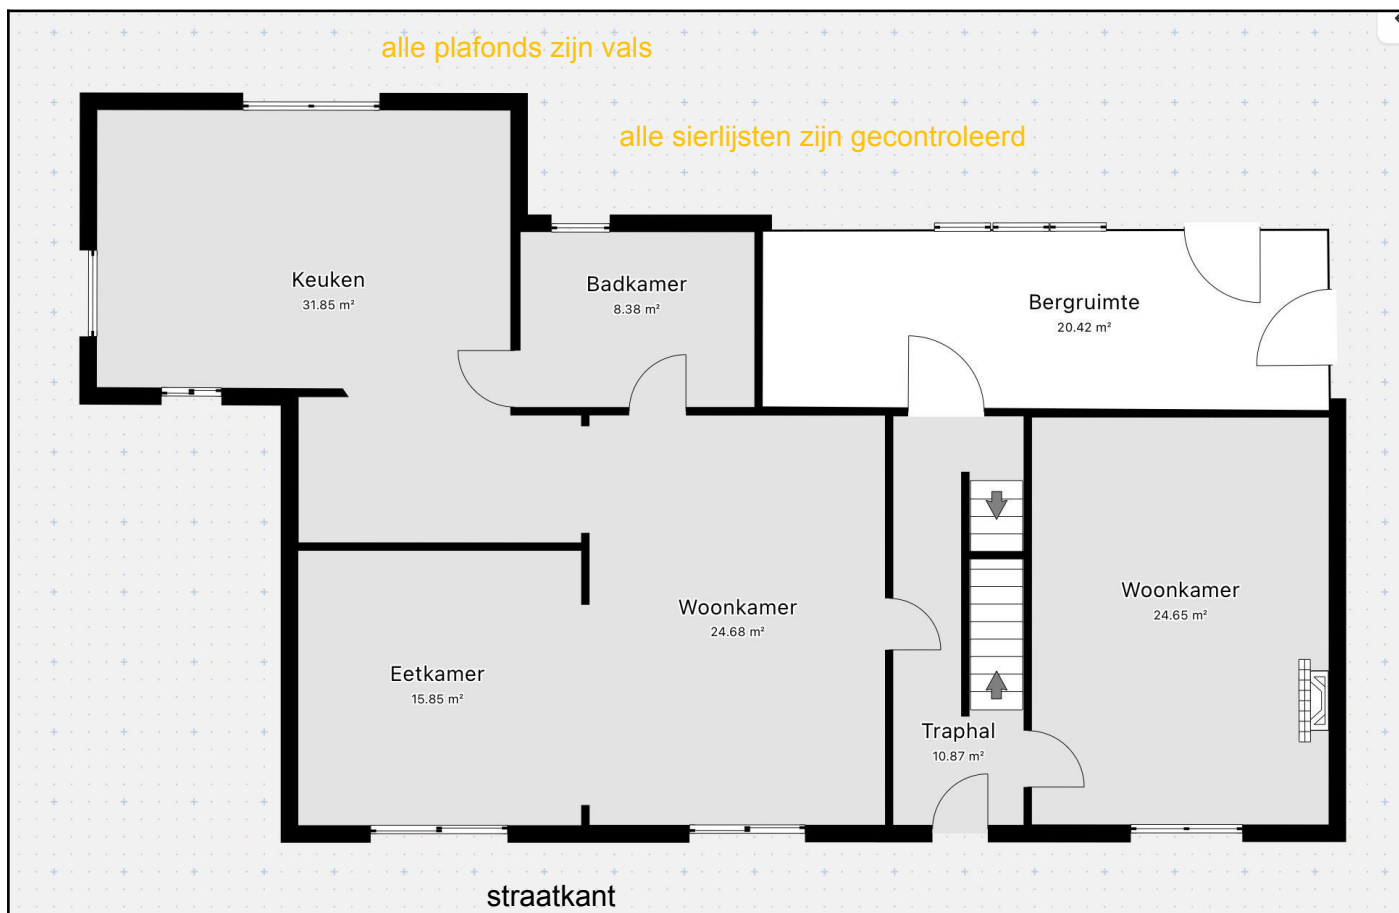 alle plafonds zijn vals
alle sierlijsten zijn gecontroleerd
Keuken
31.85 m²
Badkamer
8.38 m²
Bergruimte
20.42 m²
Woonkamer
24.68 m²
Woonkamer
24.65 m²
Eetkamer
15.85 m²
Traphal
10.87 m²
straatkant